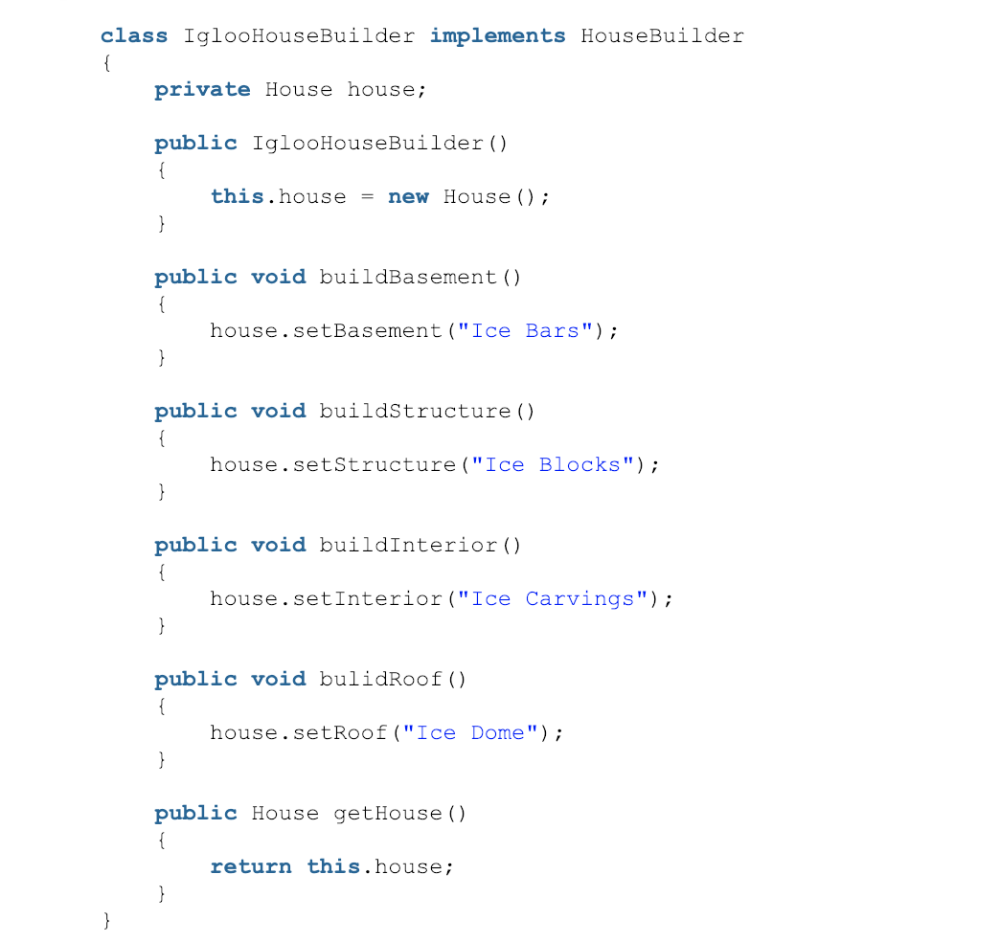 class IglooHouseBuilder implements HouseBuilder
{
    private House house;

    public IglooHouseBuilder()
    {
        this.house = new House();
    }

    public void buildBasement()
    {
        house.setBasement("Ice Bars");
    }

    public void buildStructure()
    {
        house.setStructure("Ice Blocks");
    }

    public void buildInterior()
    {
        house.setInterior("Ice Carvings");
    }

    public void bulidRoof()
    {
        house.setRoof("Ice Dome");
    }

    public House getHouse()
    {
        return this.house;
    }
}